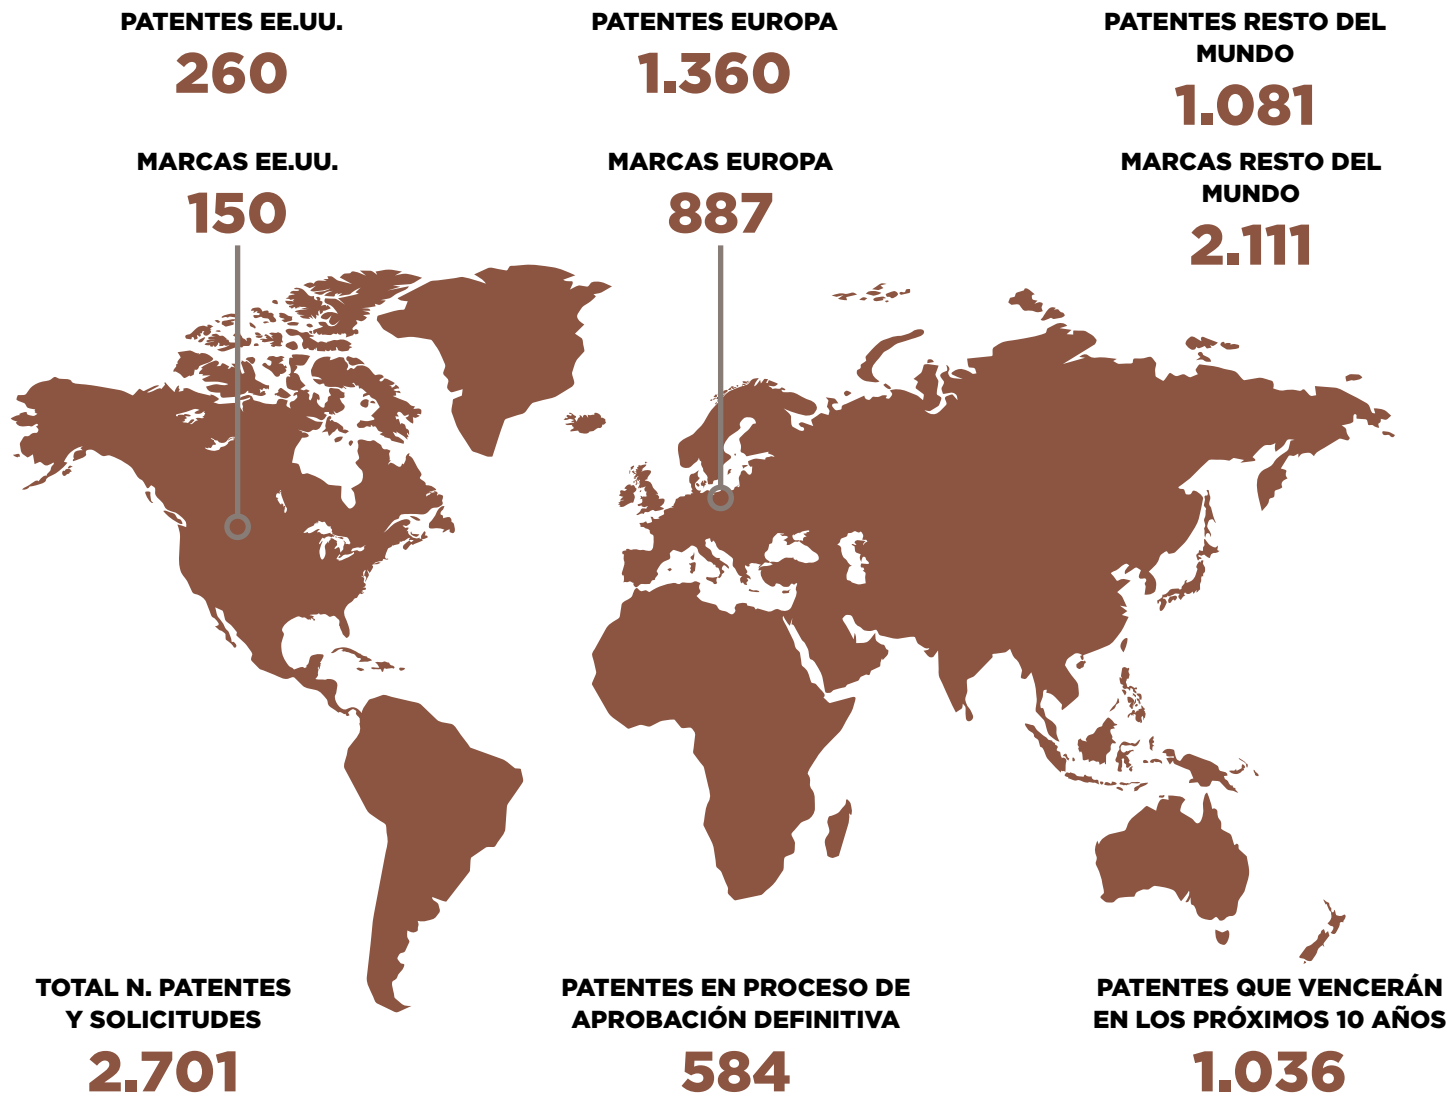 PATENTES EE.UU.
260
PATENTES EUROPA
1.360
PATENTES RESTO DEL
MUNDO
1.081
MARCAS EE.UU.
150
MARCAS EUROPA
887
MARCAS RESTO DEL
MUNDO
2.111
TOTAL N. PATENTES
Y SOLICITUDES
2.701
PATENTES EN PROCESO DE
APROBACIÓN DEFINITIVA
584
PATENTES QUE VENCERÁN
EN LOS PRÓXIMOS 10 AÑOS
1.036